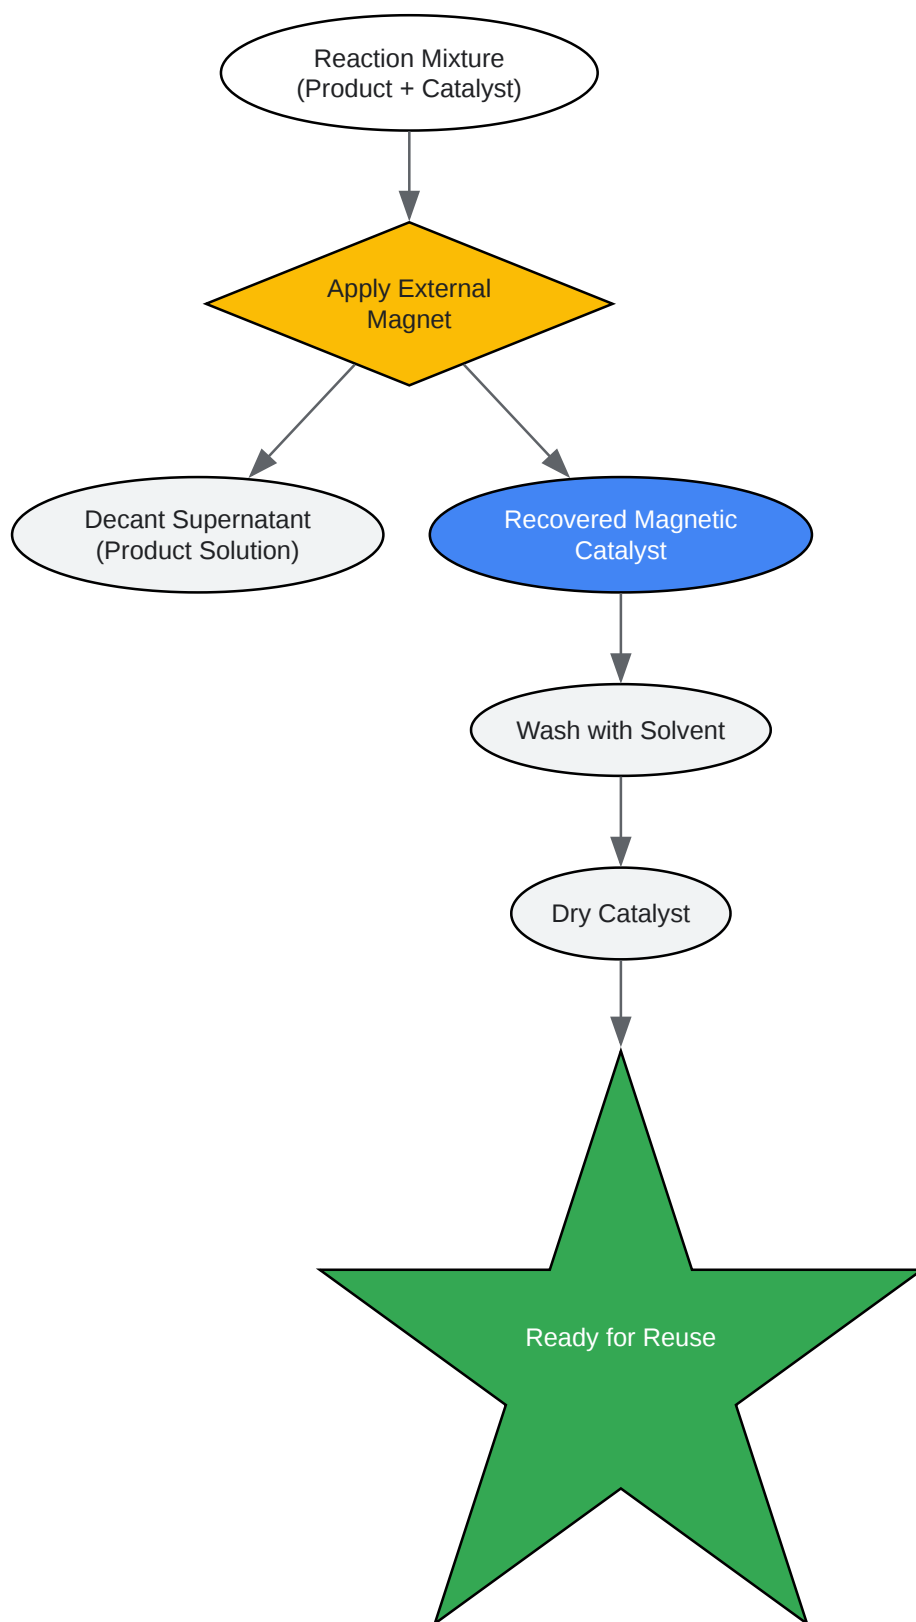 Reaction Mixture
(Product + Catalyst)
Apply External
Magnet
Decant Supernatant
(Product Solution)
Recovered Magnetic
Catalyst
Wash with Solvent
Dry Catalyst
Ready for Reuse